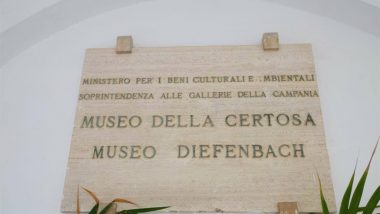 MINISTERO PER I BENI CULTURALI E MBIENTALI
SOPRINTENDENZA ALLE GALLERIE DELLA CAMPANIA
MUSEO DELLA CERTOSA
MUSEO DIEFENBACH